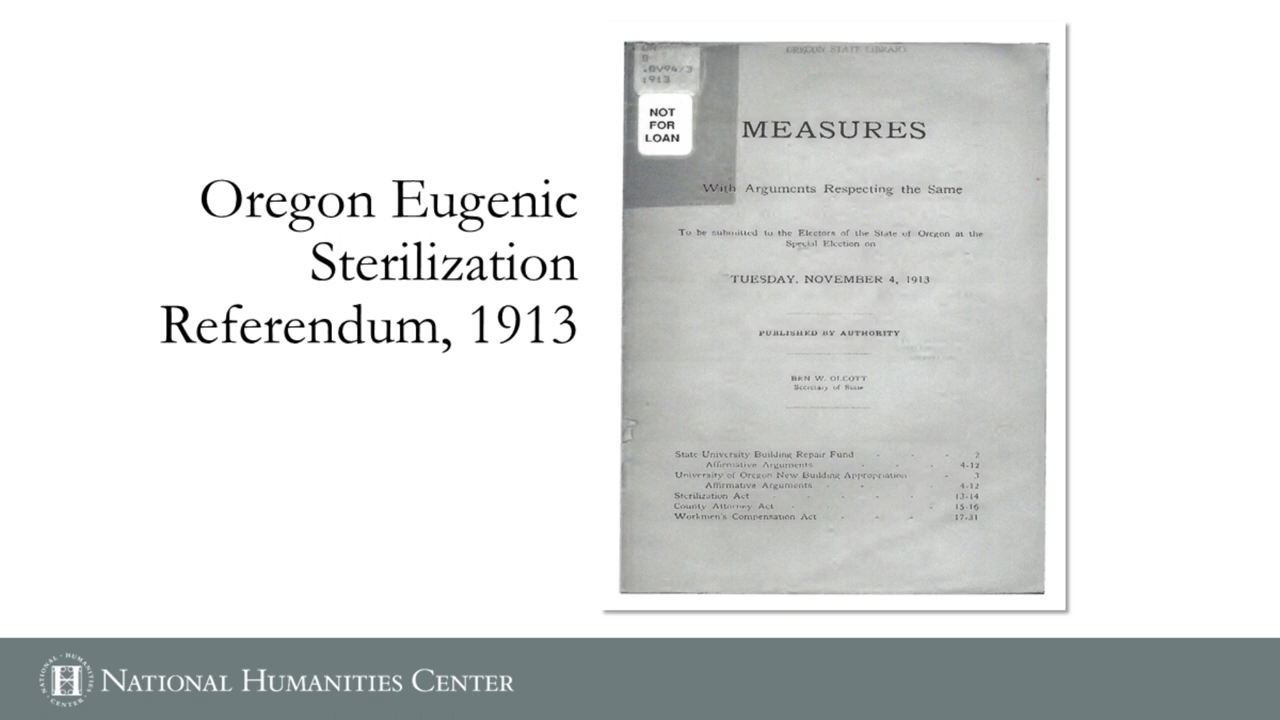 Oregon Eugenic
Sterilization
Referendum, 1913
OREGON STATE LIBRARY
1913
NOT
FOR
LOAN
MEASURES
With Arguments Respecting the Same
To be submitted to the Electors of the State of Oregon at the
Special Election on
TUESDAY, NOVEMBER 4, 1913
PUBLISHED BY AUTHORITY
BEN W. OLCOTT
Secretary of State
State University Building Repair Fund - - - 2
Affirmative Arguments - - - 4-12
University of Oregon New Building Appropriation - 3
Affirmative Arguments - - - - 4-12
Sterilization Act - - - - - 13-14
County Attorney Act - - - - - 15-16
Workmen's Compensation Act - - - 17-31
NATIONAL HUMANITIES CENTER
NATIONAL HUMANITIES CENTER